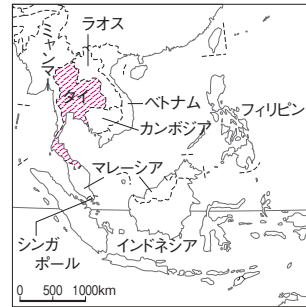 ラオス
ミャンマー
タイ
ベトナム
カンボジア
フィリピン
マレーシア
シンガ
ポール
インドネシア
0 500 1000km